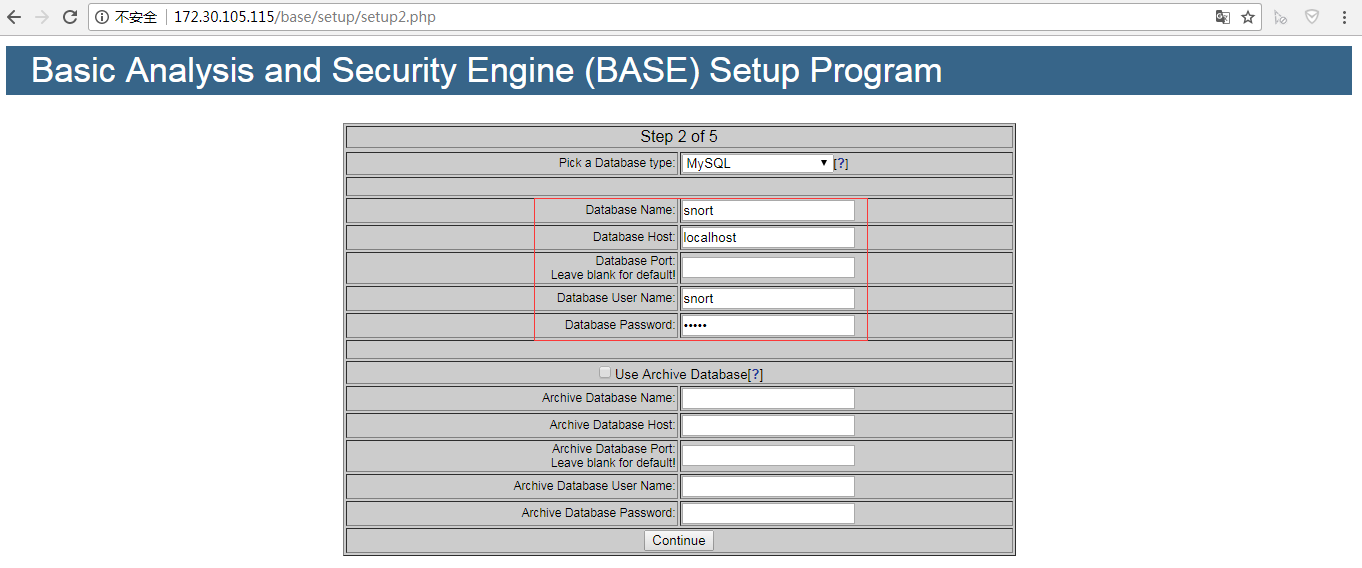 不安全 172.30.105.115/base/setup/setup2.php
Basic Analysis and Security Engine (BASE) Setup Program
Step 2 of 5
Pick a Database type: MySQL [?]
Database Name: snort
Database Host: localhost
Database Port:
Leave blank for default!
Database User Name: snort
Database Password: •••••
Use Archive Database[?]
Archive Database Name:
Archive Database Host:
Archive Database Port:
Leave blank for default!
Archive Database User Name:
Archive Database Password:
Continue